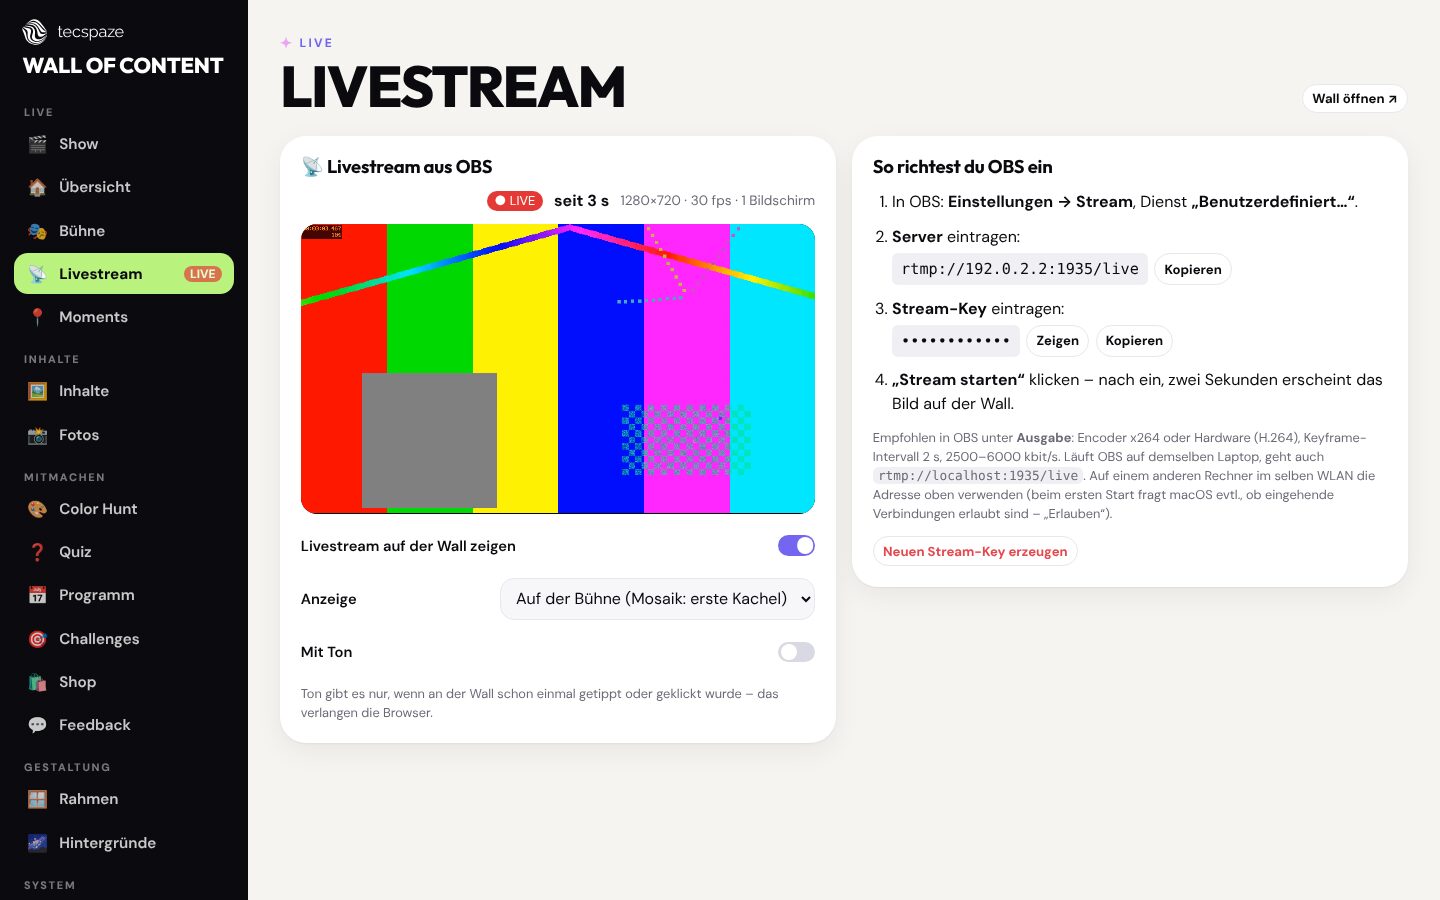 tecspaze
WALL OF CONTENT
LIVE
Show
Übersicht
Bühne
Livestream LIVE
Moments
INHALTE
Inhalte
Fotos
MITMACHEN
Color Hunt
Quiz
Programm
Challenges
Shop
Feedback
GESTALTUNG
Rahmen
Hintergründe
SYSTEM
LIVE
LIVESTREAM
Wall öffnen ↗
Livestream aus OBS
LIVE seit 3 s 1280×720 · 30 fps · 1 Bildschirm
Livestream auf der Wall zeigen
Anzeige Auf der Bühne (Mosaik: erste Kachel)
Mit Ton
Ton gibt es nur, wenn an der Wall schon einmal getippt oder geklickt wurde – das
verlangen die Browser.
So richtest du OBS ein
1. In OBS: Einstellungen → Stream, Dienst „Benutzerdefiniert…“.
2. Server eintragen:
rtmp://192.0.2.2:1935/live Kopieren
3. Stream-Key eintragen:
•••••••••••• Zeigen Kopieren
4. „Stream starten“ klicken – nach ein, zwei Sekunden erscheint das
Bild auf der Wall.
Empfohlen in OBS unter Ausgabe: Encoder x264 oder Hardware (H.264), Keyframe-
Intervall 2 s, 2500–6000 kbit/s. Läuft OBS auf demselben Laptop, geht auch
rtmp://localhost:1935/live. Auf einem anderen Rechner im selben WLAN die
Adresse oben verwenden (beim ersten Start fragt macOS evtl., ob eingehende
Verbindungen erlaubt sind – „Erlauben“).
Neuen Stream-Key erzeugen